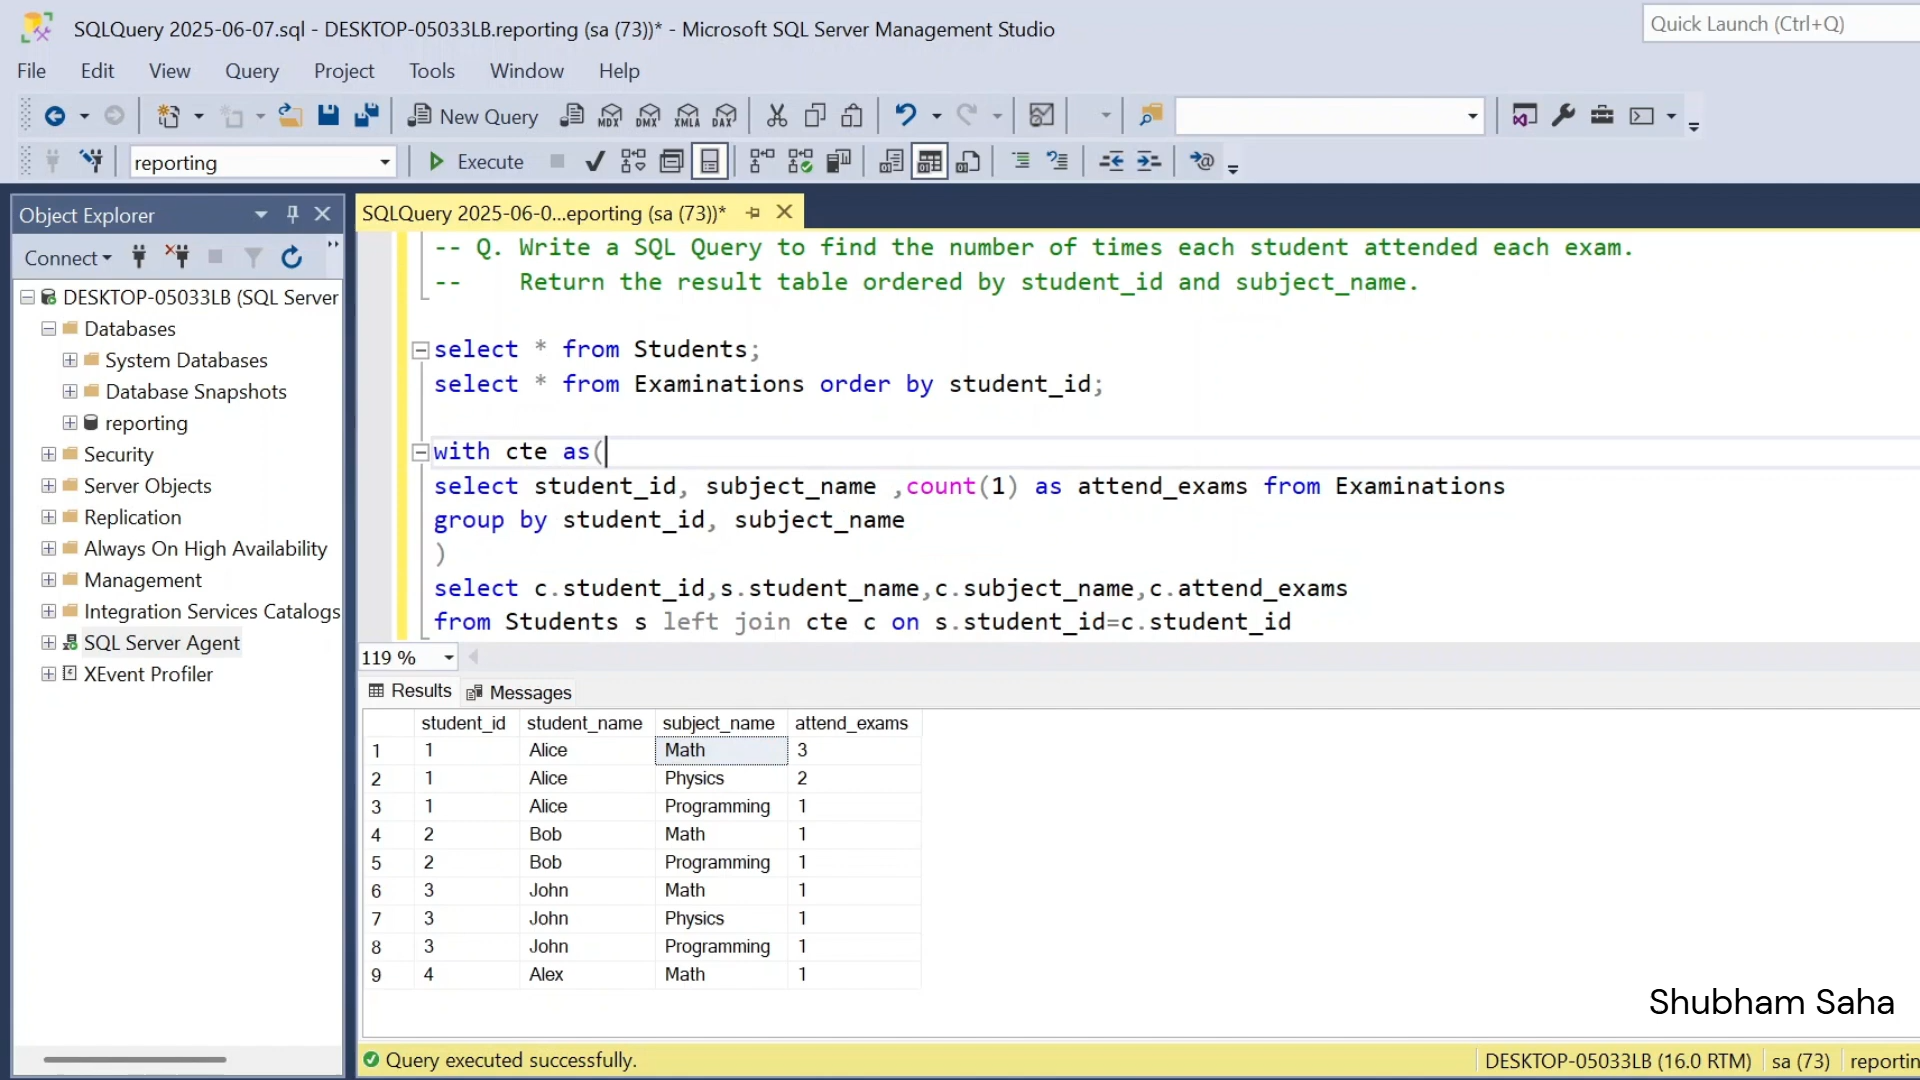 SQLQuery 2025-06-07.sql - DESKTOP-05033LB.reporting (sa (73))* - Microsoft SQL Server Management Studio
Quick Launch (Ctrl+Q)
File Edit View Query Project Tools Window Help
New Query MDX DMX XMLA DAX
reporting Execute
Object Explorer
Connect
DESKTOP-05033LB (SQL Server
Databases
System Databases
Database Snapshots
reporting
Security
Server Objects
Replication
Always On High Availability
Management
Integration Services Catalogs
SQL Server Agent
XEvent Profiler
SQLQuery 2025-06-0...eporting (sa (73))*
-- Q. Write a SQL Query to find the number of times each student attended each exam.
-- Return the result table ordered by student_id and subject_name.
select * from Students;
select * from Examinations order by student_id;
with cte as(
select student_id, subject_name ,count(1) as attend_exams from Examinations
group by student_id, subject_name
)
select c.student_id,s.student_name,c.subject_name,c.attend_exams
from Students s left join cte c on s.student_id=c.student_id
119 %
Results Messages
student_id student_name subject_name attend_exams
1 1 Alice Math 3
2 1 Alice Physics 2
3 1 Alice Programming 1
4 2 Bob Math 1
5 2 Bob Programming 1
6 3 John Math 1
7 3 John Physics 1
8 3 John Programming 1
9 4 Alex Math 1
Shubham Saha
Query executed successfully.
DESKTOP-05033LB (16.0 RTM) sa (73) reportin